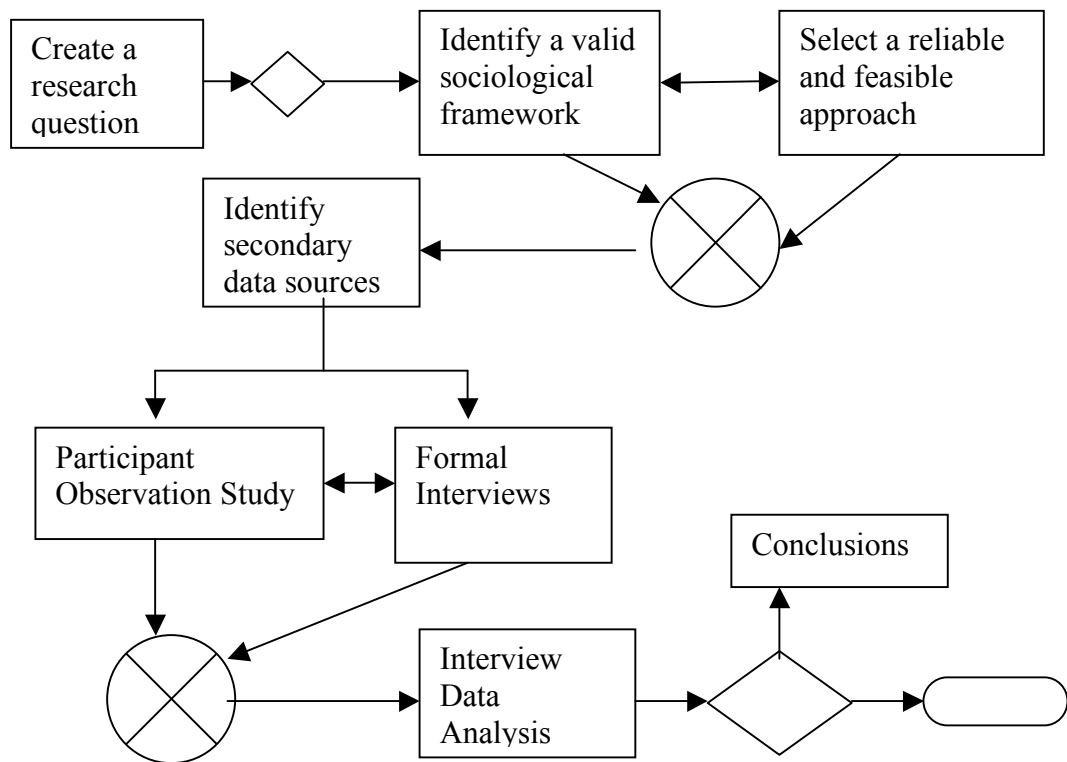 Create a
research
question
Identify a valid
sociological
framework
Select a reliable
and feasible
approach
Identify
secondary
data sources
Participant
Observation Study
Formal
Interviews
Conclusions
Interview
Data
Analysis